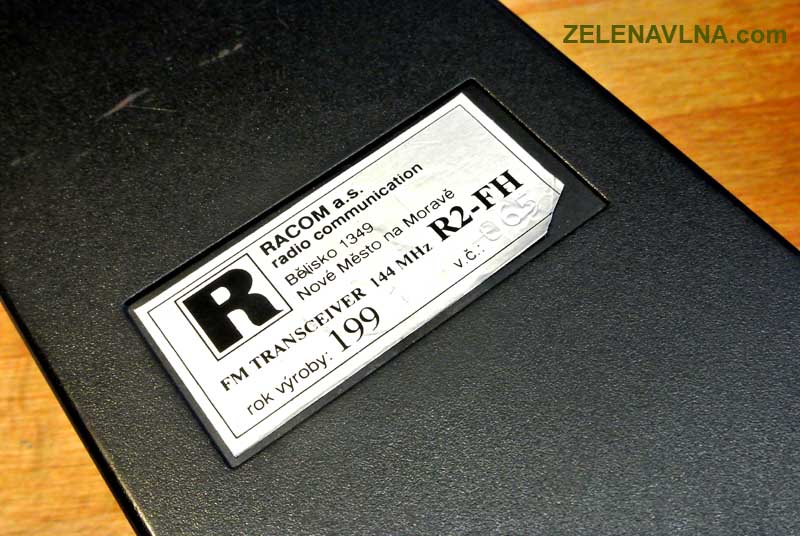 ZELENAVLNA.com
R
RACOM a.s.
radio communication
Bělisko 1349
Nové Město na Moravě
FM TRANSCEIVER 144 MHz R2-FH
rok výroby: 199
v.č.: